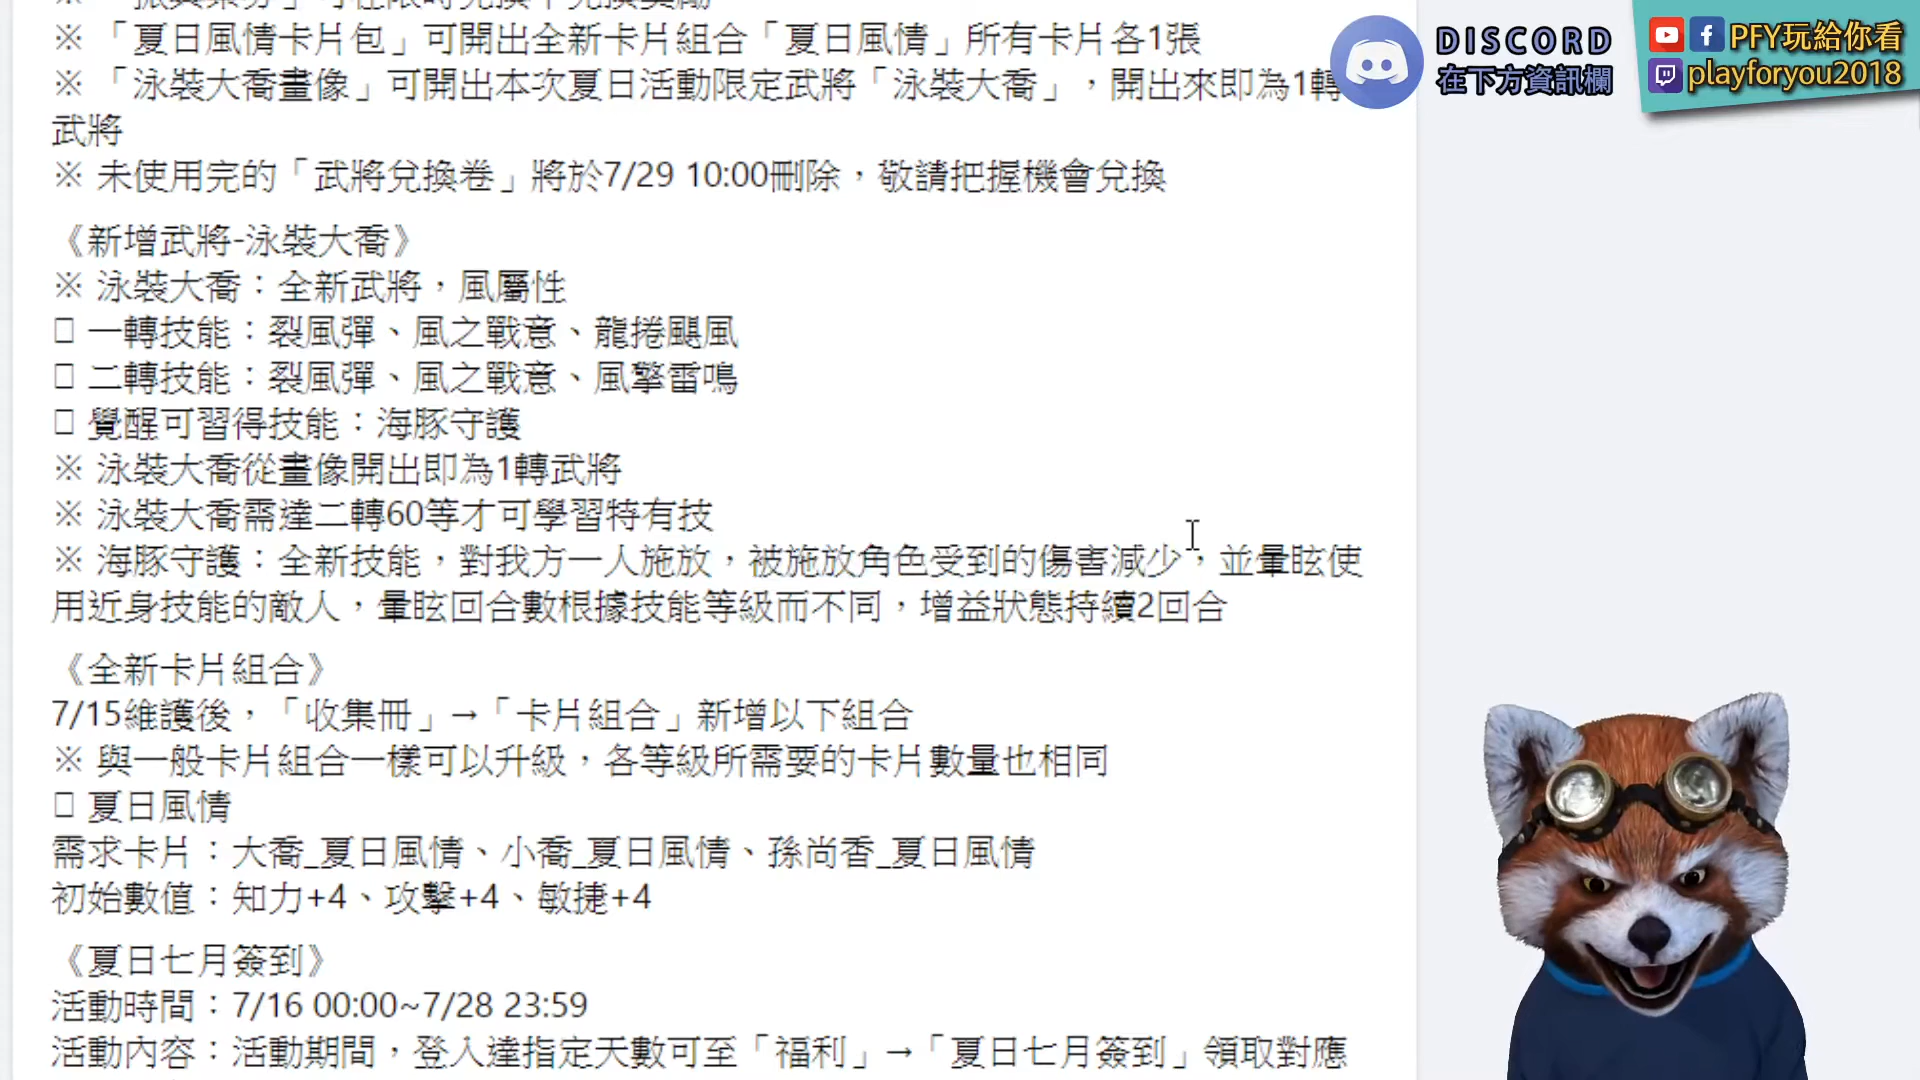 ※ 「夏日風情卡片包」可開出全新卡片組合「夏日風情」所有卡片各1張
※ 「泳裝大喬畫像」可開出本次夏日活動限定武將「泳裝大喬」，開出來即為1轉
武將
※ 未使用完的「武將兌換卷」將於7/29 10:00刪除，敬請把握機會兌換
《新增武將-泳裝大喬》
※ 泳裝大喬：全新武將，風屬性
一轉技能：裂風彈、風之戰意、龍捲颶風
二轉技能：裂風彈、風之戰意、風擎雷鳴
覺醒可習得技能：海豚守護
※ 泳裝大喬從畫像開出即為1轉武將
※ 泳裝大喬需達二轉60等才可學習特有技
※ 海豚守護：全新技能，對我方一人施放，被施放角色受到的傷害減少，並暈眩使
用近身技能的敵人，暈眩回合數根據技能等級而不同，增益狀態持續2回合
《全新卡片組合》
7/15維護後，「收集冊」→「卡片組合」新增以下組合
※ 與一般卡片組合一樣可以升級，各等級所需要的卡片數量也相同
夏日風情
需求卡片：大喬_夏日風情、小喬_夏日風情、孫尚香_夏日風情
初始數值：知力+4、攻擊+4、敏捷+4
《夏日七月簽到》
活動時間：7/16 00:00~7/28 23:59
活動內容：活動期間，登入達指定天數可至「福利」→「夏日七月簽到」領取對應
DISCORD
在下方資訊欄
PFY玩給你看
playforyou2018